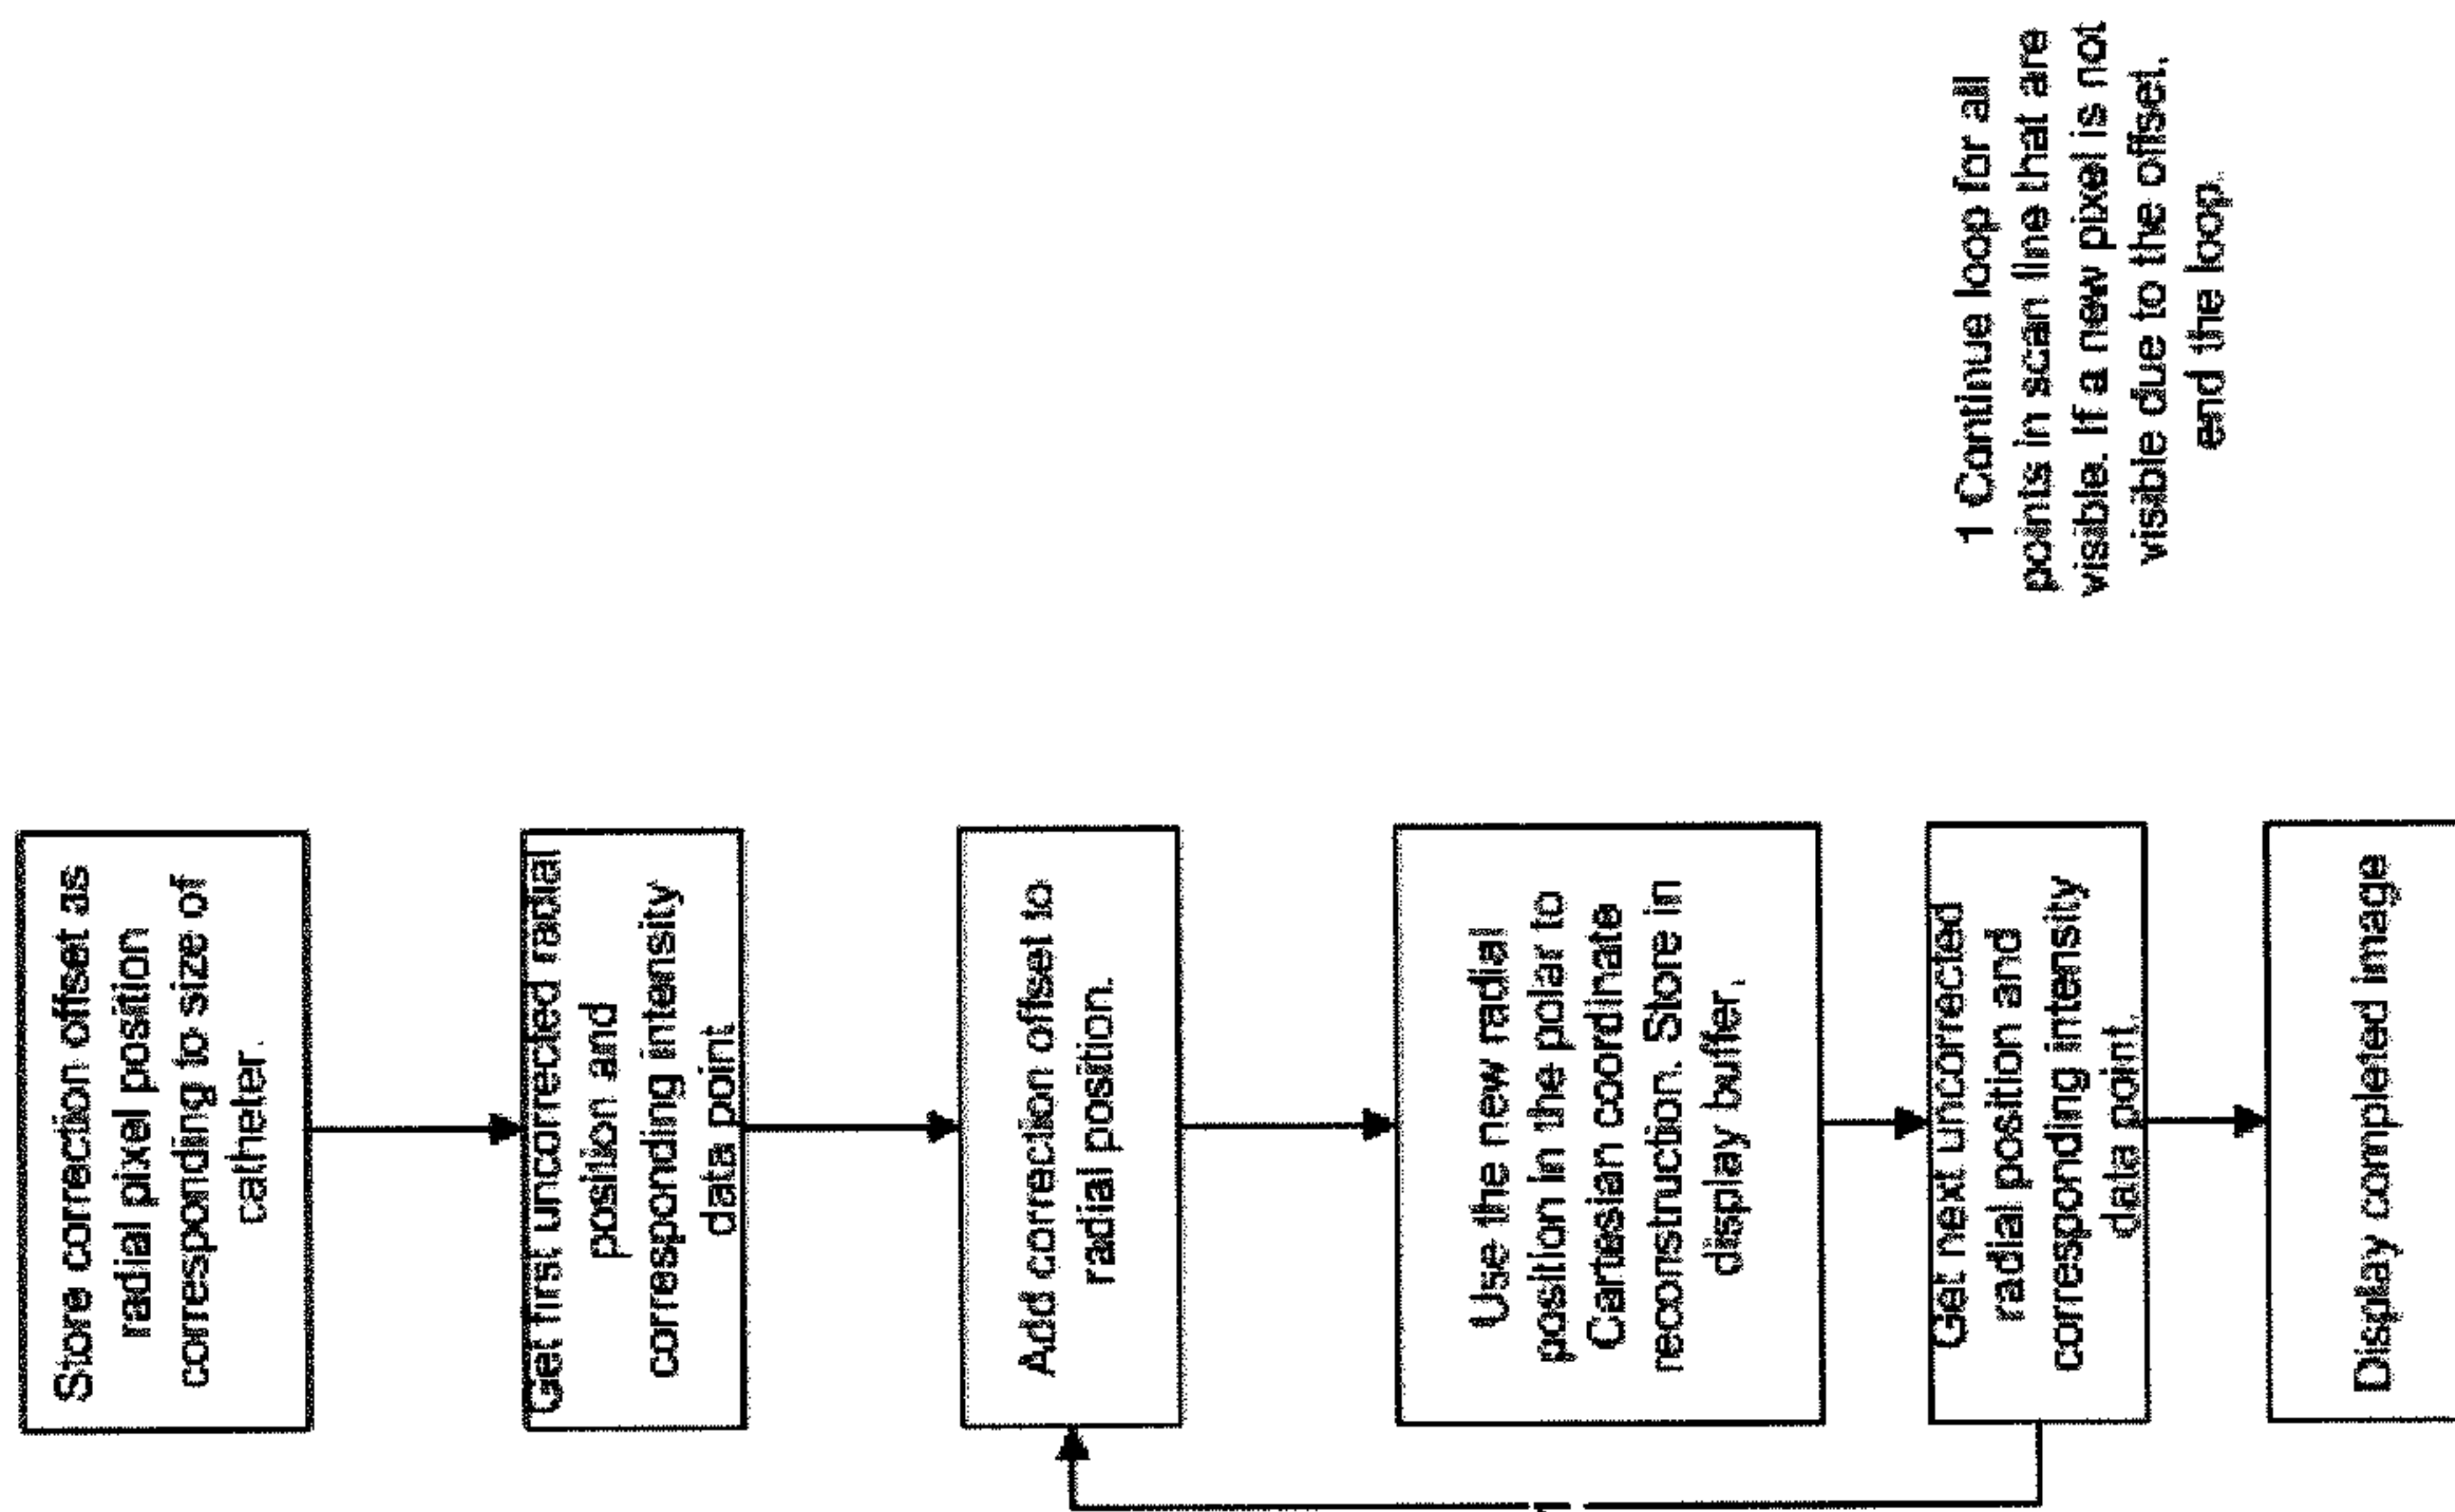 Store correction offset as
radial pixel position
corresponding to size of
catheter.
Get first uncorrected radial
position and
corresponding intensity
data point
Add correction offset to
radial position.
Use the new radial
position in the polar to
Cartesian coordinate
reconstruction. Store in
display buffer.
Get next uncorrected
radial position and
corresponding intensity
data point.
Display completed image
1
1 Continue loop for all
points in scan line that are
visible. If a new pixel is not
visible due to the offset,
end the loop.